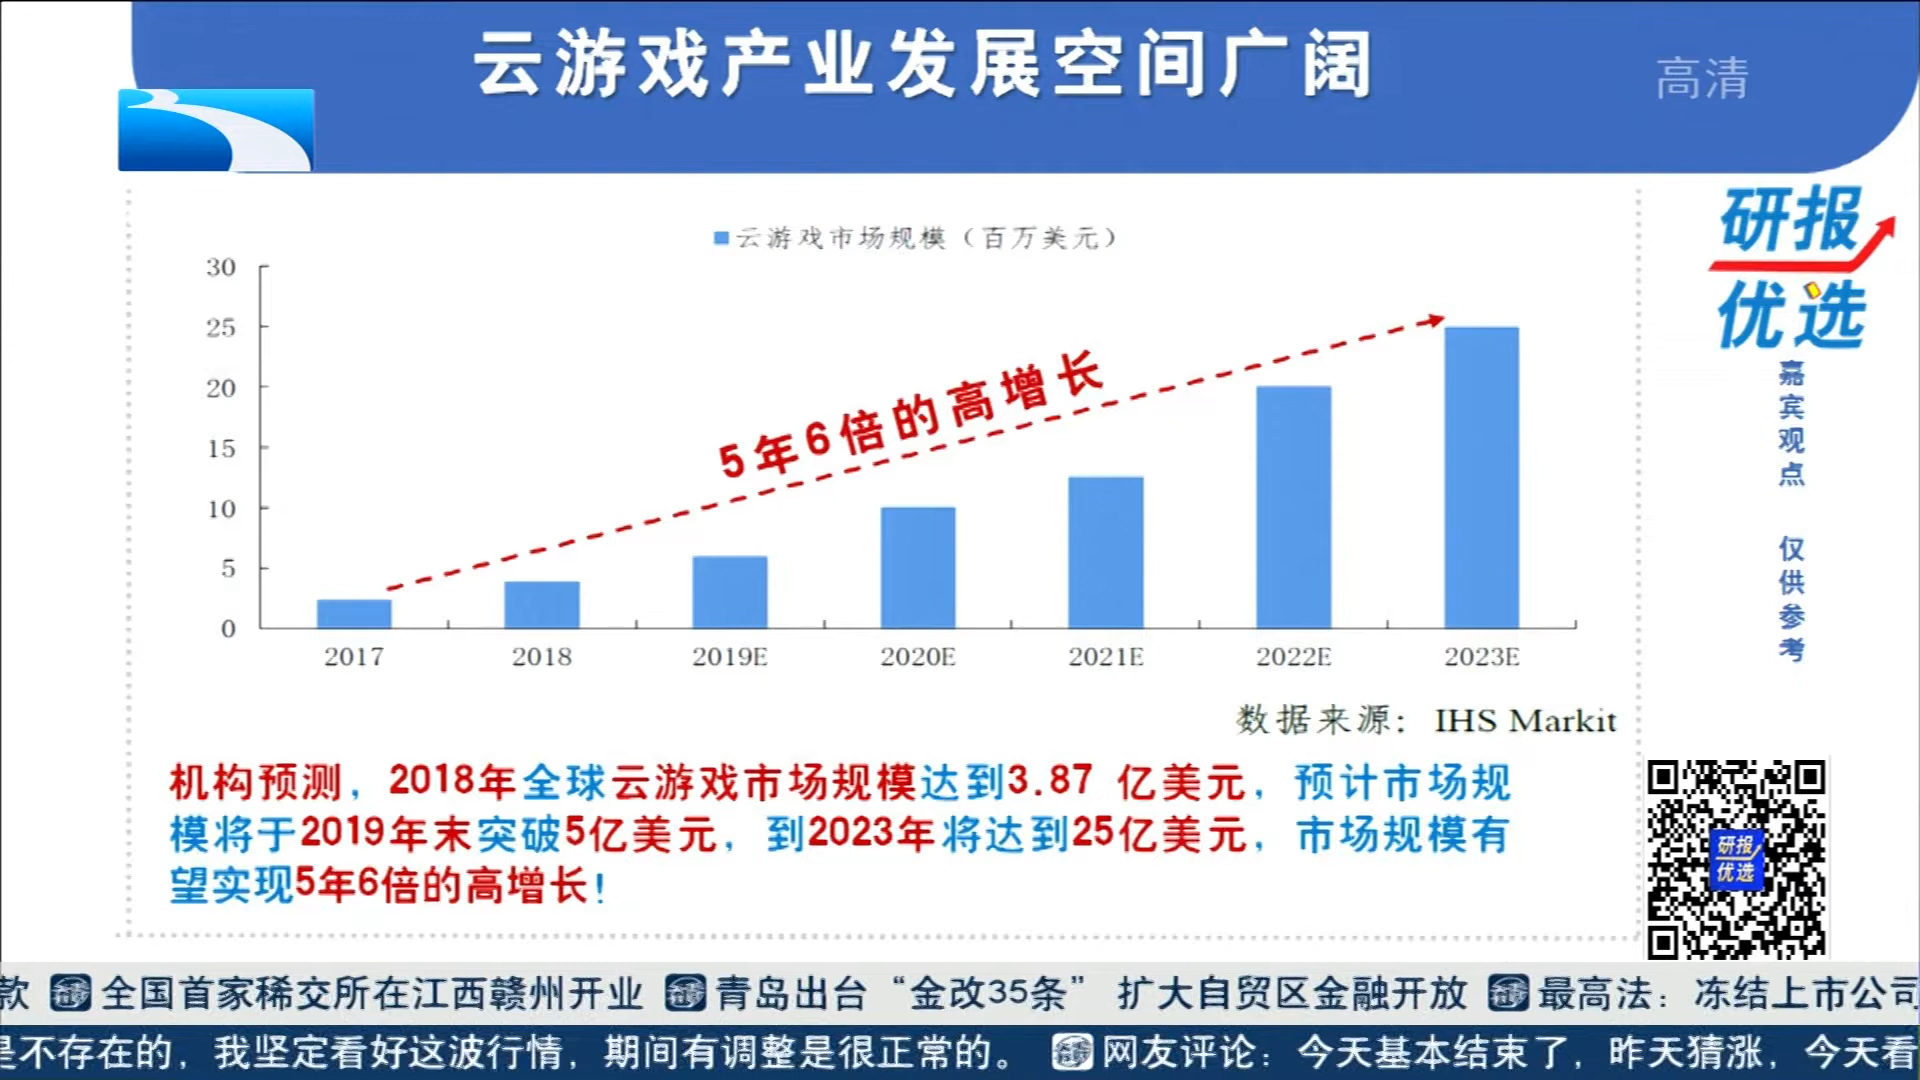 云游戏产业发展空间广阔
高清
研报
优选
嘉宾观点 仅供参考
云游戏市场规模（百万美元）
30
25
20
15
10
5
0
5年6倍的高增长
2017 2018 2019E 2020E 2021E 2022E 2023E
数据来源： IHS Markit
机构预测，2018年全球云游戏市场规模达到3.87 亿美元，预计市场规
模将于2019年末突破5亿美元，到2023年将达到25亿美元，市场规模有
望实现5年6倍的高增长！
研报
优选
款 全国首家稀交所在江西赣州开业 青岛出台“金改35条” 扩大自贸区金融开放 最高法：冻结上市公司
是不存在的，我坚定看好这波行情，期间有调整是很正常的。 网友评论：今天基本结束了，昨天猜涨，今天看